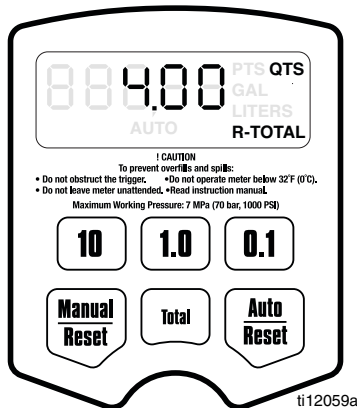 4.00 PTS QTS
GAL
LITERS
AUTO R-TOTAL
! CAUTION
To prevent overfills and spills:
• Do not obstruct the trigger. •Do not operate meter below 32°F (0°C).
• Do not leave meter unattended. •Read instruction manual.
Maximum Working Pressure: 7 MPa (70 bar, 1000 PSI)
10 1.0 0.1
Manual Total Auto
Reset Reset
ti12059a